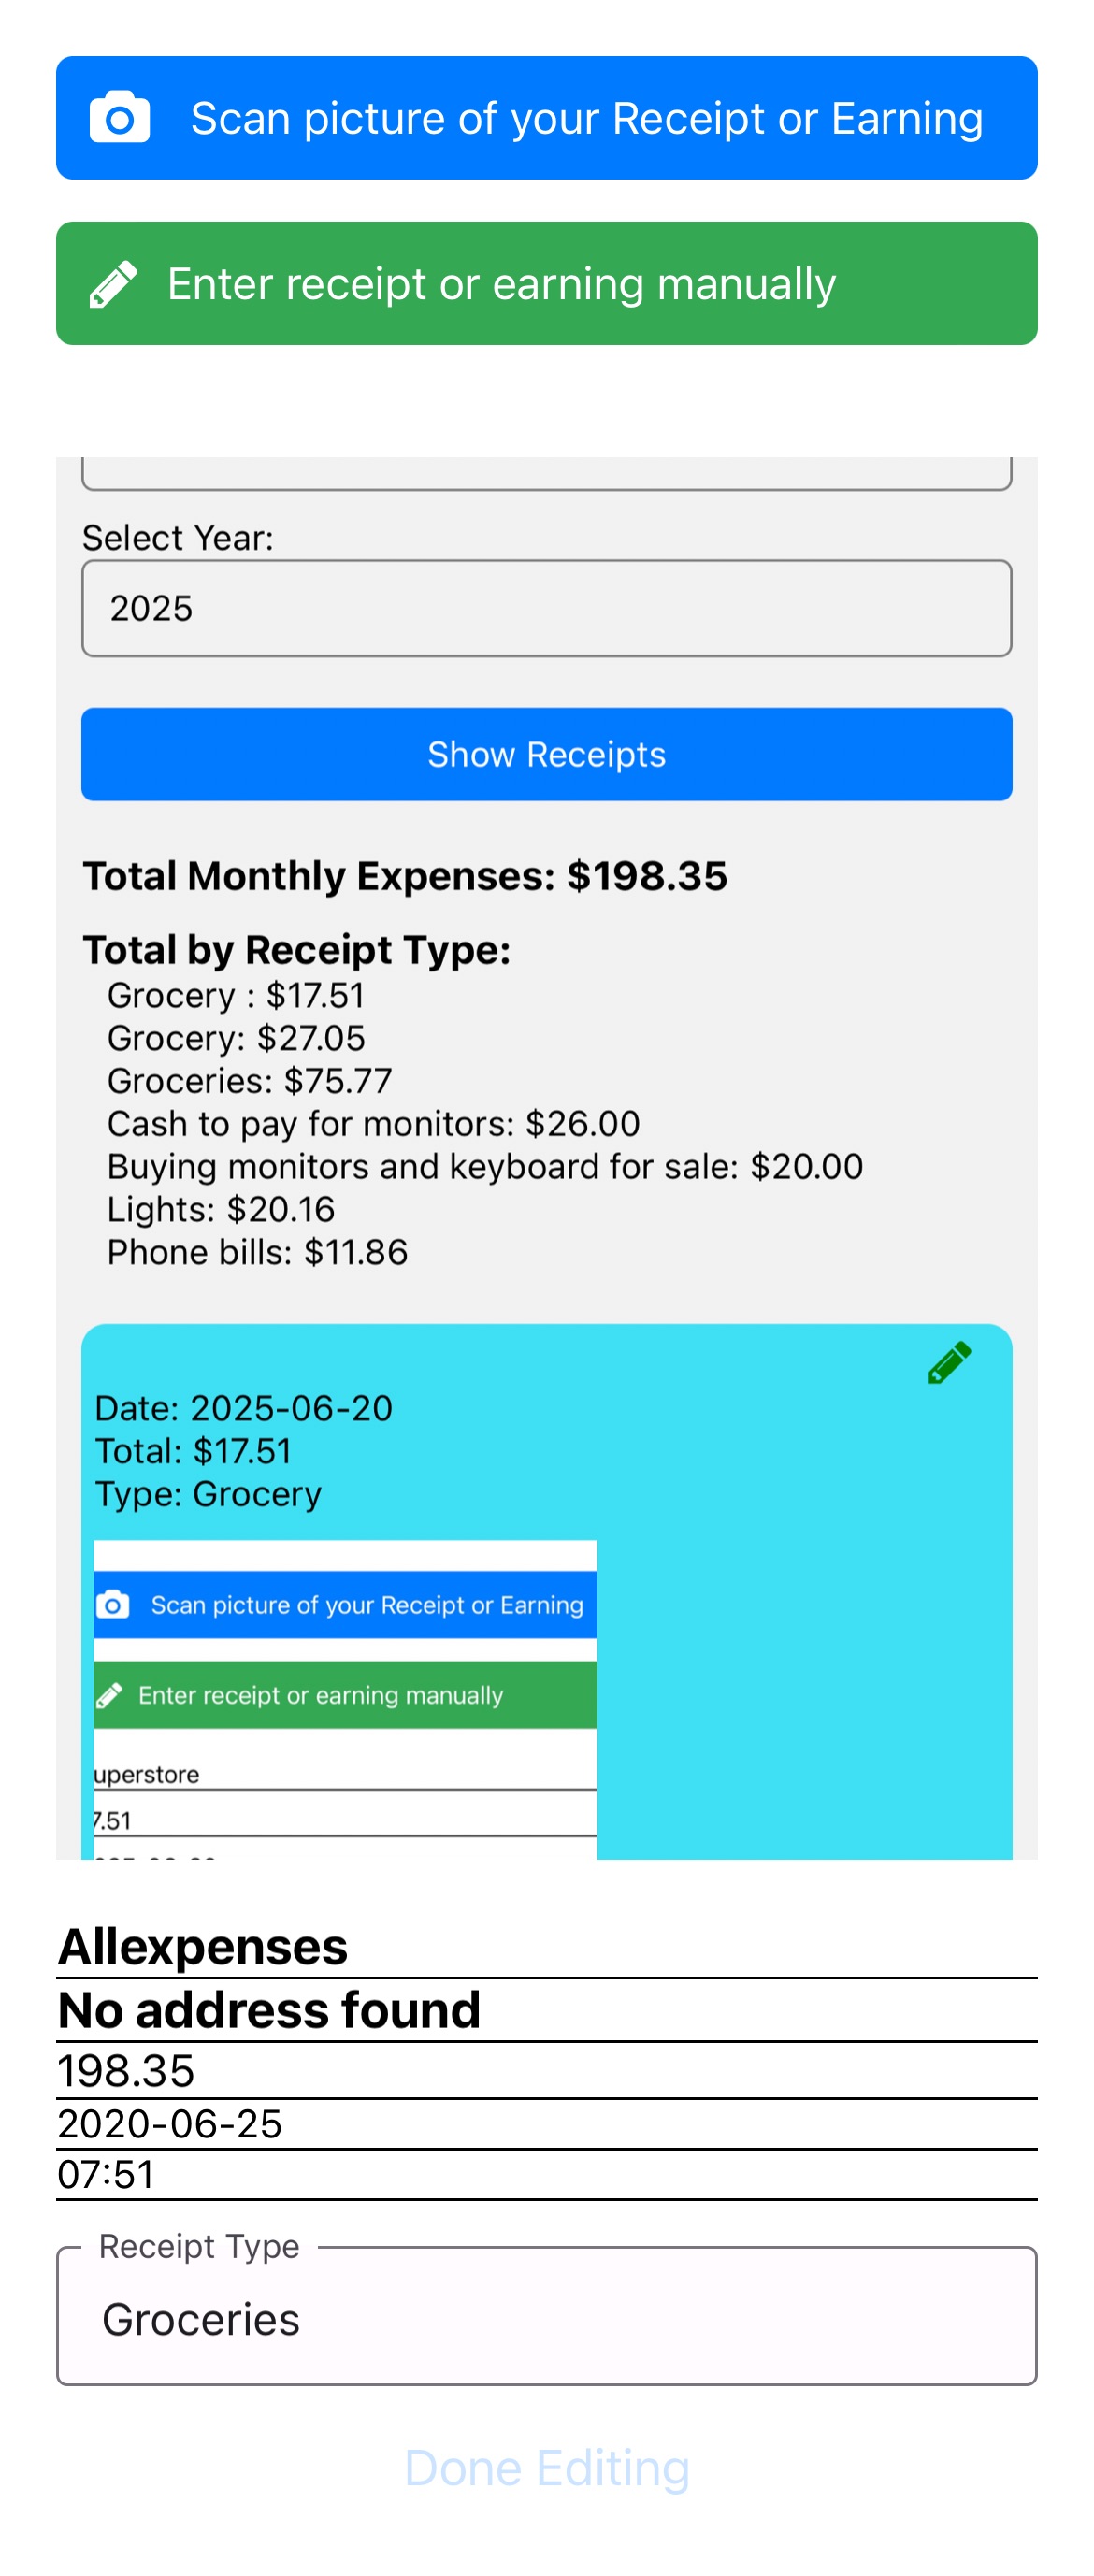 Scan picture of your Receipt or Earning
Enter receipt or earning manually
Select Year:
2025
Show Receipts
Total Monthly Expenses: $198.35
Total by Receipt Type:
Grocery : $17.51
Grocery: $27.05
Groceries: $75.77
Cash to pay for monitors: $26.00
Buying monitors and keyboard for sale: $20.00
Lights: $20.16
Phone bills: $11.86
Date: 2025-06-20
Total: $17.51
Type: Grocery
Scan picture of your Receipt or Earning
Enter receipt or earning manually
uperstore
7.51
Allexpenses
No address found
198.35
2020-06-25
07:51
Receipt Type
Groceries
Done Editing